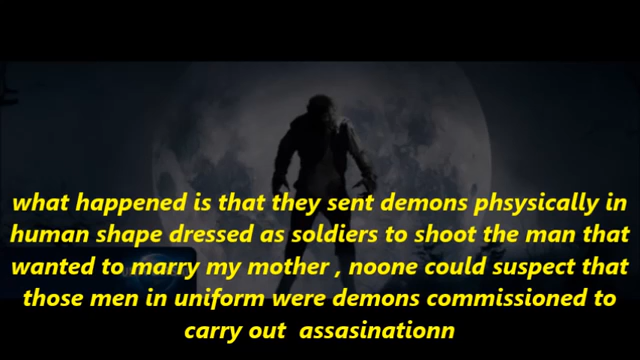 what happened is that they sent demons phsysically in
human shape dressed as soldiers to shoot the man that
wanted to marry my mother , noone could suspect that
those men in uniform were demons commissioned to
carry out assasinationn